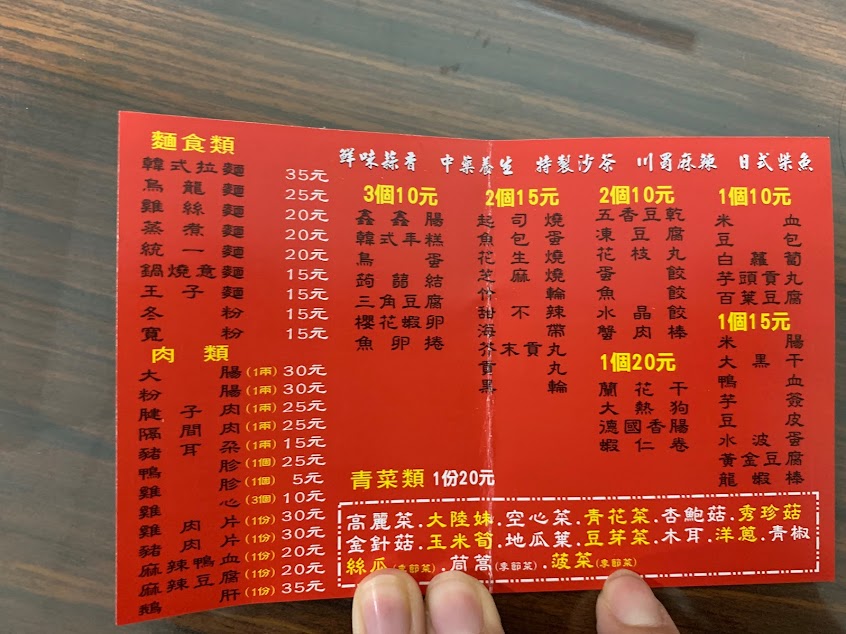 鮮味蒜香 中藥養生 特製沙茶 川蜀麻辣 日式柴魚
麵食類
韓式拉麵 35元
烏龍麵 25元
雞絲麵 20元
蒸煮麵 20元
統一麵 20元
鍋燒意麵 15元
王子麵 15元
冬粉 15元
寬粉 15元
肉類
大腸(1兩) 30元
粉腸(1兩) 30元
腱子肉(1兩) 25元
隔間肉(1兩) 25元
豬耳朵(1兩) 15元
鴨胗(1個) 25元
雞胗(1個) 5元
雞心(3個) 10元
雞肉片(1份) 30元
豬肉片(1份) 30元
麻辣鴨血(1份) 20元
麻辣豆腐(1份) 20元
鵝肝(1份) 35元
3個10元
鑫鑫腸
韓式年糕
鳥蛋
蒟蒻結
三角豆腐
櫻花蝦卵
魚卵捲
2個15元
起司燒
魚包蛋
花生燒
芝麻燒
竹輪
甜不辣
海帶
芥末貢丸
貢丸
黑輪
2個10元
五香豆乾
凍豆腐
花枝丸
蛋餃
魚餃
水晶餃
蟹肉棒
1個20元
蘭花干
大熱狗
德國香腸
蝦仁卷
1個10元
米血
豆包
白蘿蔔
芋頭貢丸
百葉豆腐
1個15元
米腸
大黑干
鴨血
芋簽
豆皮
水波蛋
黃金豆腐
龍蝦棒
青菜類 1份20元
高麗菜.大陸妹.空心菜.青花菜.杏鮑菇.秀珍菇
金針菇.玉米筍.地瓜葉.豆芽菜.木耳.洋蔥.青椒
絲瓜(季節菜).茼蒿(季節菜).菠菜(季節菜)